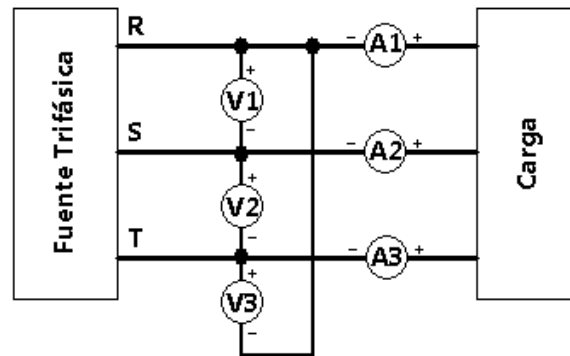 Fuente Trifásica
R
− A1 +
+
V1
−
S
− A2 +
+
V2
−
T
− A3 +
+
V3
−
Carga